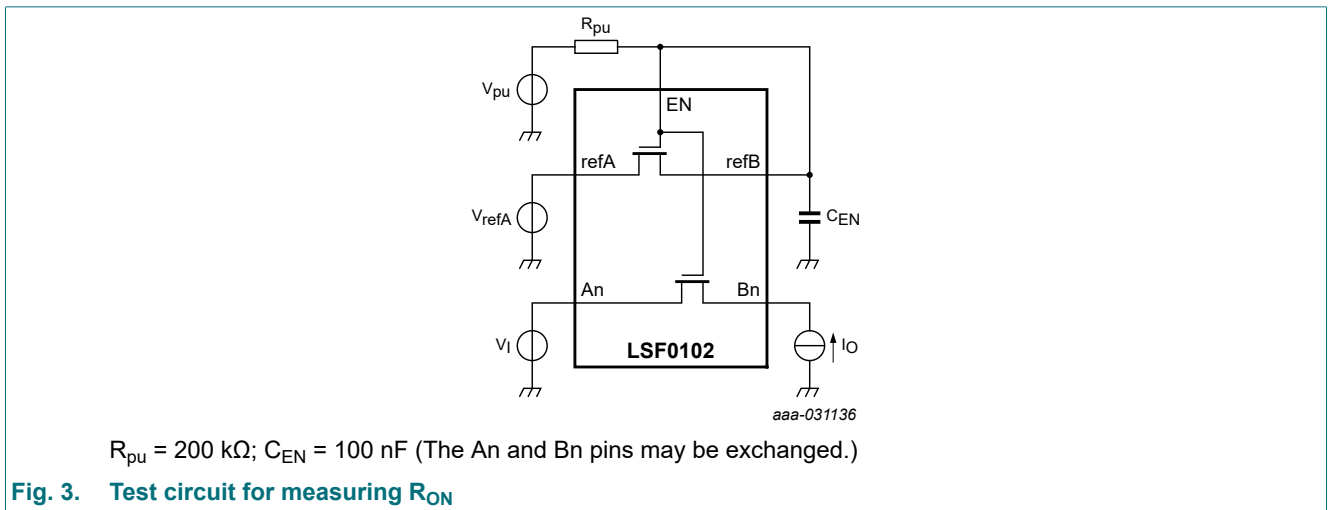 Rpu
Vpu
EN
refA
refB
VrefA
CEN
An
Bn
VI
IO
LSF0102
aaa-031136
Rpu = 200 kΩ; CEN = 100 nF (The An and Bn pins may be exchanged.)
Fig. 3. Test circuit for measuring RON